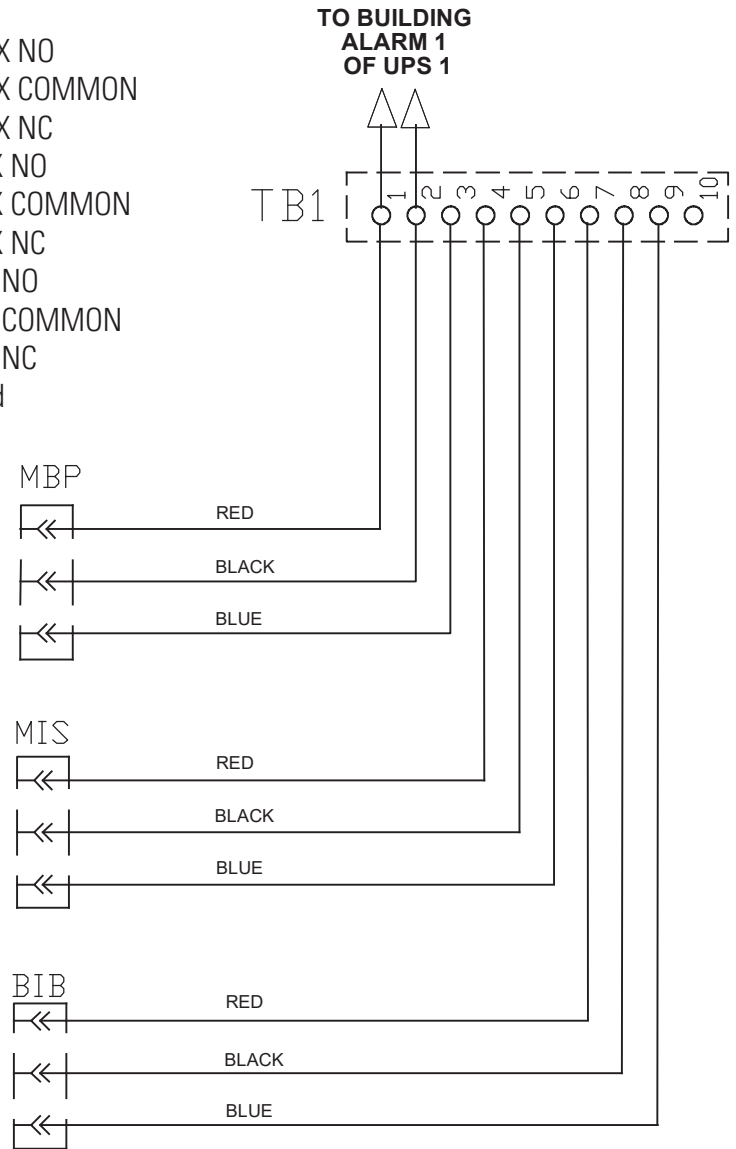 TO BUILDING
ALARM 1
OF UPS 1
X NO
X COMMON
X NC
X NO
X COMMON
X NC
NO
COMMON
NC
TB1
1 2 3 4 5 6 7 8 9 10
MBP
RED
BLACK
BLUE
MIS
RED
BLACK
BLUE
BIB
RED
BLACK
BLUE